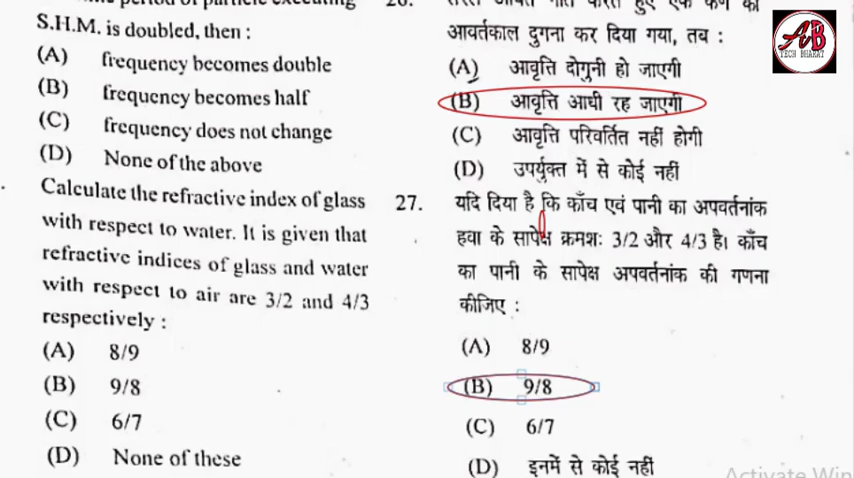 S.H.M. is doubled, then :
(A) frequency becomes double
(B) frequency becomes half
(C) frequency does not change
(D) None of the above
Calculate the refractive index of glass
with respect to water. It is given that
refractive indices of glass and water
with respect to air are 3/2 and 4/3
respectively :
(A) 8/9
(B) 9/8
(C) 6/7
(D) None of these
आवर्तकाल दुगना कर दिया गया, तब :
(A) आवृत्ति दोगुनी हो जाएगी
(B) आवृत्ति आधी रह जाएगी
(C) आवृत्ति परिवर्तित नहीं होगी
(D) उपर्युक्त में से कोई नहीं
27. यदि दिया है कि काँच एवं पानी का अपवर्तनांक
हवा के सापेक्ष क्रमशः 3/2 और 4/3 है। काँच
का पानी के सापेक्ष अपवर्तनांक की गणना
कीजिए :
(A) 8/9
(B) 9/8
(C) 6/7
(D) इनमें से कोई नहीं
AB
TECH BHARAT
Activate Win